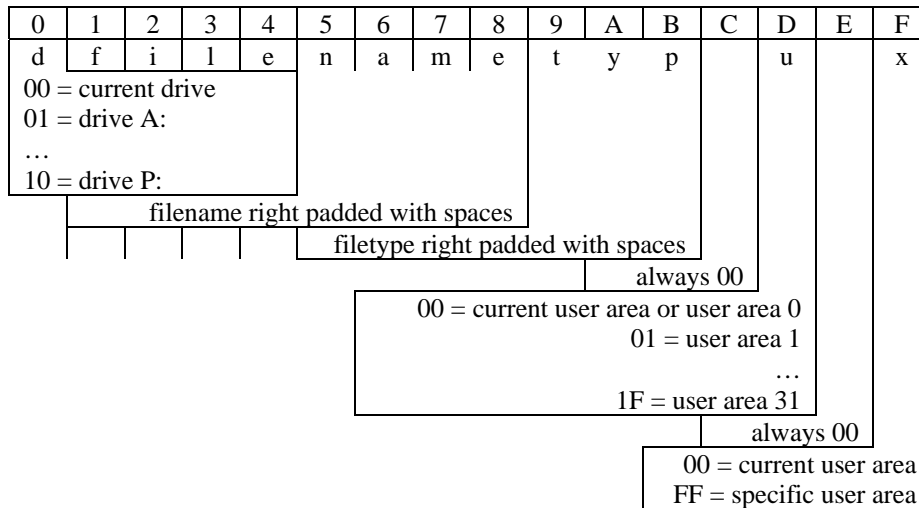 0 1 2 3 4 5 6 7 8 9 A B C D E F
d f i l e n a m e t y p u x
00 = current drive
01 = drive A:
…
10 = drive P:
filename right padded with spaces
filetype right padded with spaces
always 00
00 = current user area or user area 0
01 = user area 1
…
1F = user area 31
always 00
00 = current user area
FF = specific user area